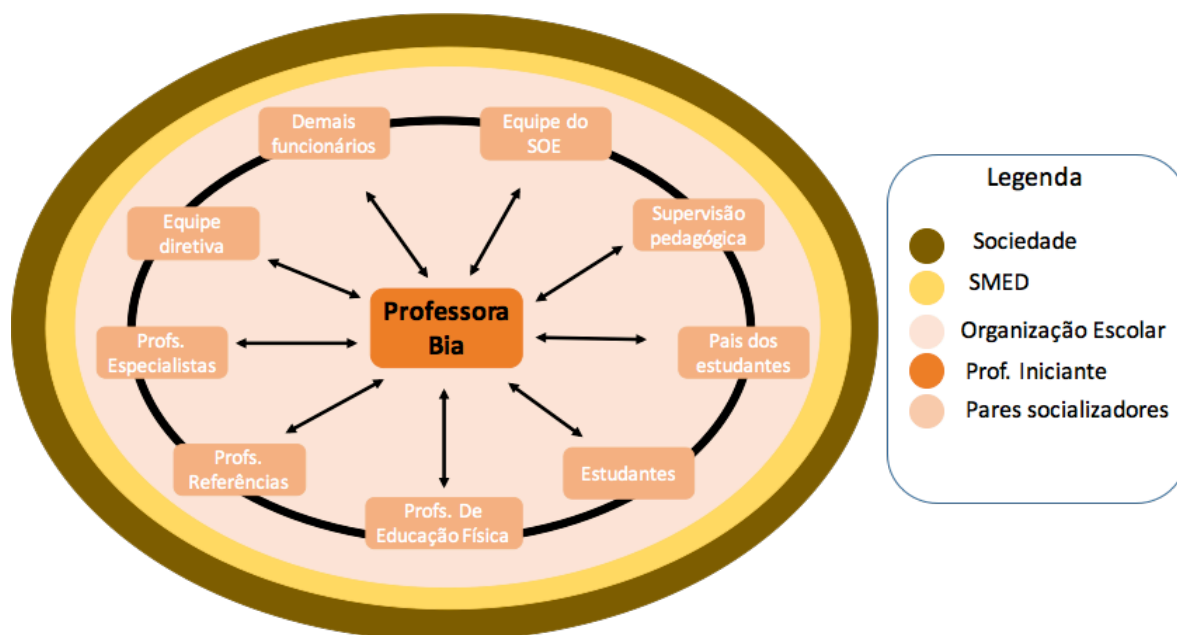 Demais
funcionários
Equipe do
SOE
Equipe
diretiva
Supervisão
pedagógica
Professora
Bia
Profs.
Especialistas
Pais dos
estudantes
Profs.
Referências
Estudantes
Profs. De
Educação Física
Legenda
Sociedade
SMED
Organização Escolar
Prof. Iniciante
Pares socializadores